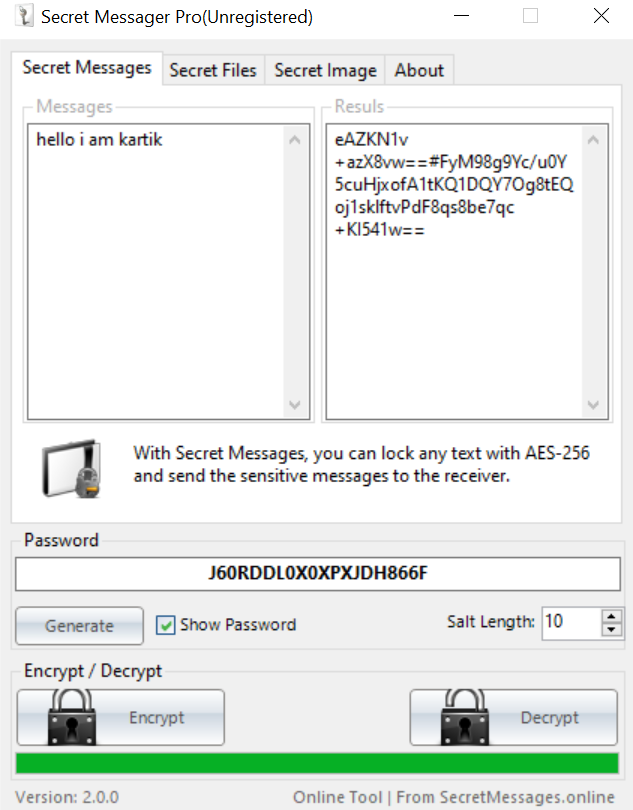 Secret Messager Pro(Unregistered)
Secret Messages
Secret Files
Secret Image
About
Messages
hello i am kartik
Resuls
eAZKN1v
+azX8vw==#FyM98g9Yc/u0Y
5cuHjxofA1tKQ1DQY7Og8tEQ
oj1skIftvPdF8qs8be7qc
+KI541w==
With Secret Messages, you can lock any text with AES-256
and send the sensitive messages to the receiver.
Password
J60RDDL0X0XPXJDH866F
Generate
Show Password
Salt Length:
10
Encrypt / Decrypt
Encrypt
Decrypt
Version: 2.0.0
Online Tool | From SecretMessages.online